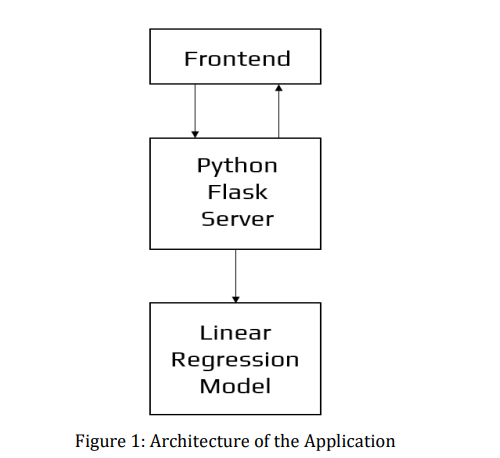 Frontend
Python
Flask
Server
Linear
Regression
Model
Figure 1: Architecture of the Application